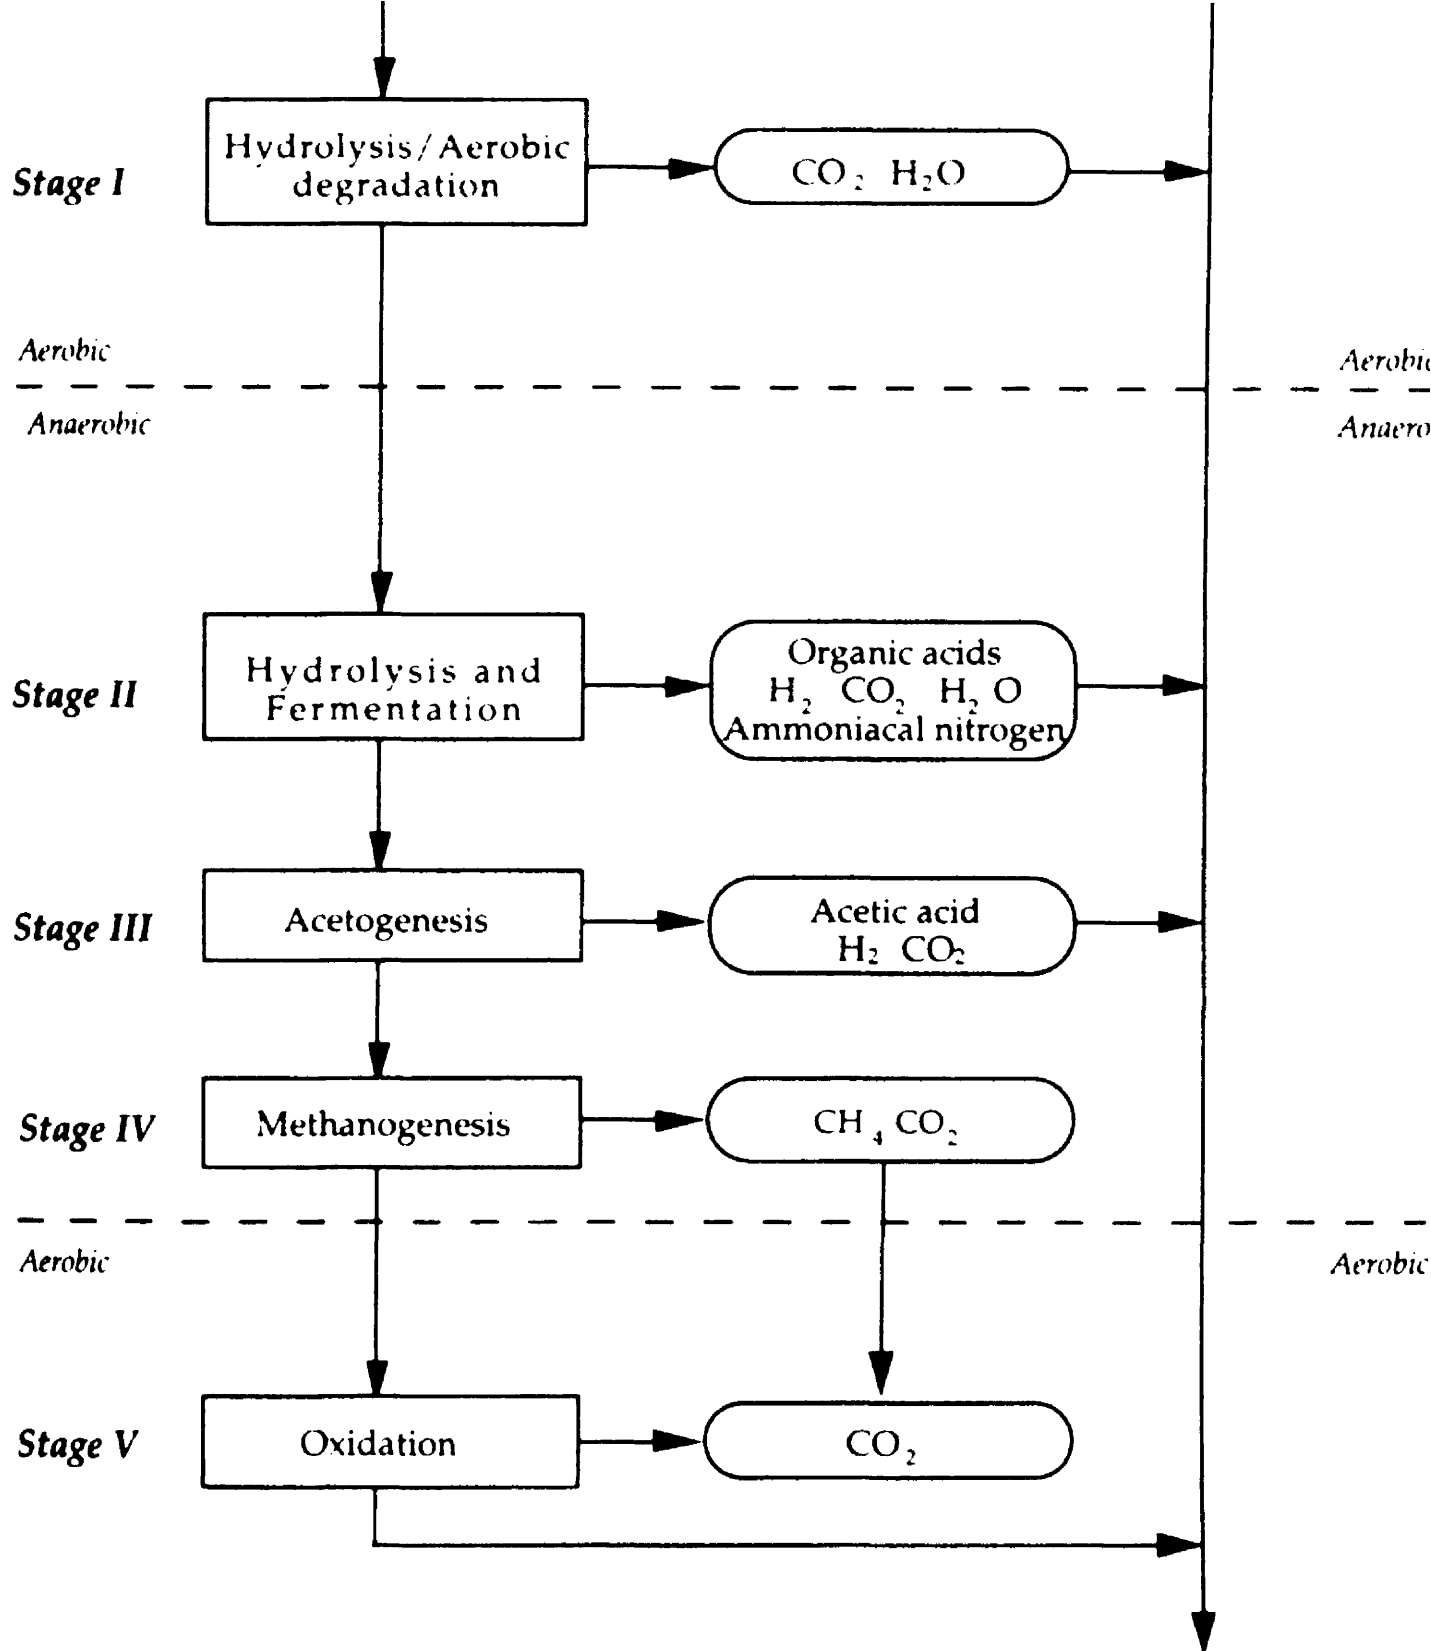 Hydrolysis/Aerobic
degradation
Stage I
CO₂ H₂O
Aerobic
Aerobic
Anaerobic
Anaero
Hydrolysis and
Fermentation
Stage II
Organic acids
H₂ CO₂ H₂ O
Ammoniacal nitrogen
Stage III
Acetogenesis
Acetic acid
H₂ CO₂
Stage IV
Methanogenesis
CH₄ CO₂
Aerobic
Aerobic
Stage V
Oxidation
CO₂